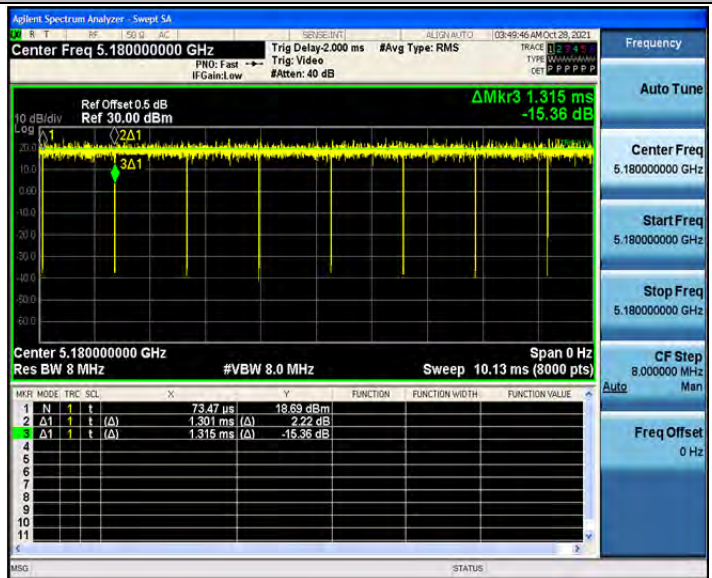 Agilent Spectrum Analyzer - Swept SA
R T RF 50 Ω AC SENSE:INT ALIGN AUTO 03:49:46 AM Oct 28, 2021
Center Freq 5.180000000 GHz
Trig Delay-2.000 ms #Avg Type: RMS
TRACE 1 2 3 4 5 6
PNO: Fast
Trig: Video
TYPE
IFGain:Low
#Atten: 40 dB
DET P P P P P P
Frequency
Auto Tune
Center Freq
5.180000000 GHz
Start Freq
5.180000000 GHz
Stop Freq
5.180000000 GHz
CF Step
8.000000 MHz
Auto Man
Freq Offset
0 Hz
ΔMkr3 1.315 ms
-15.36 dB
Ref Offset 0.5 dB
10 dB/div Ref 30.00 dBm
Log
1
2Δ1
3Δ1
20.0
10.0
0.00
-10.0
-20.0
-30.0
-40.0
-50.0
-60.0
Center 5.180000000 GHz Span 0 Hz
Res BW 8 MHz #VBW 8.0 MHz Sweep 10.13 ms (8000 pts)
MKR MODE TRC SCL X Y FUNCTION FUNCTION WIDTH FUNCTION VALUE
1 N 1 t 73.47 µs 18.69 dBm
2 Δ1 1 t (Δ) 1.301 ms (Δ) 2.22 dB
3 Δ1 1 t (Δ) 1.315 ms (Δ) -15.36 dB
4
5
6
7
8
9
10
11
MSG STATUS